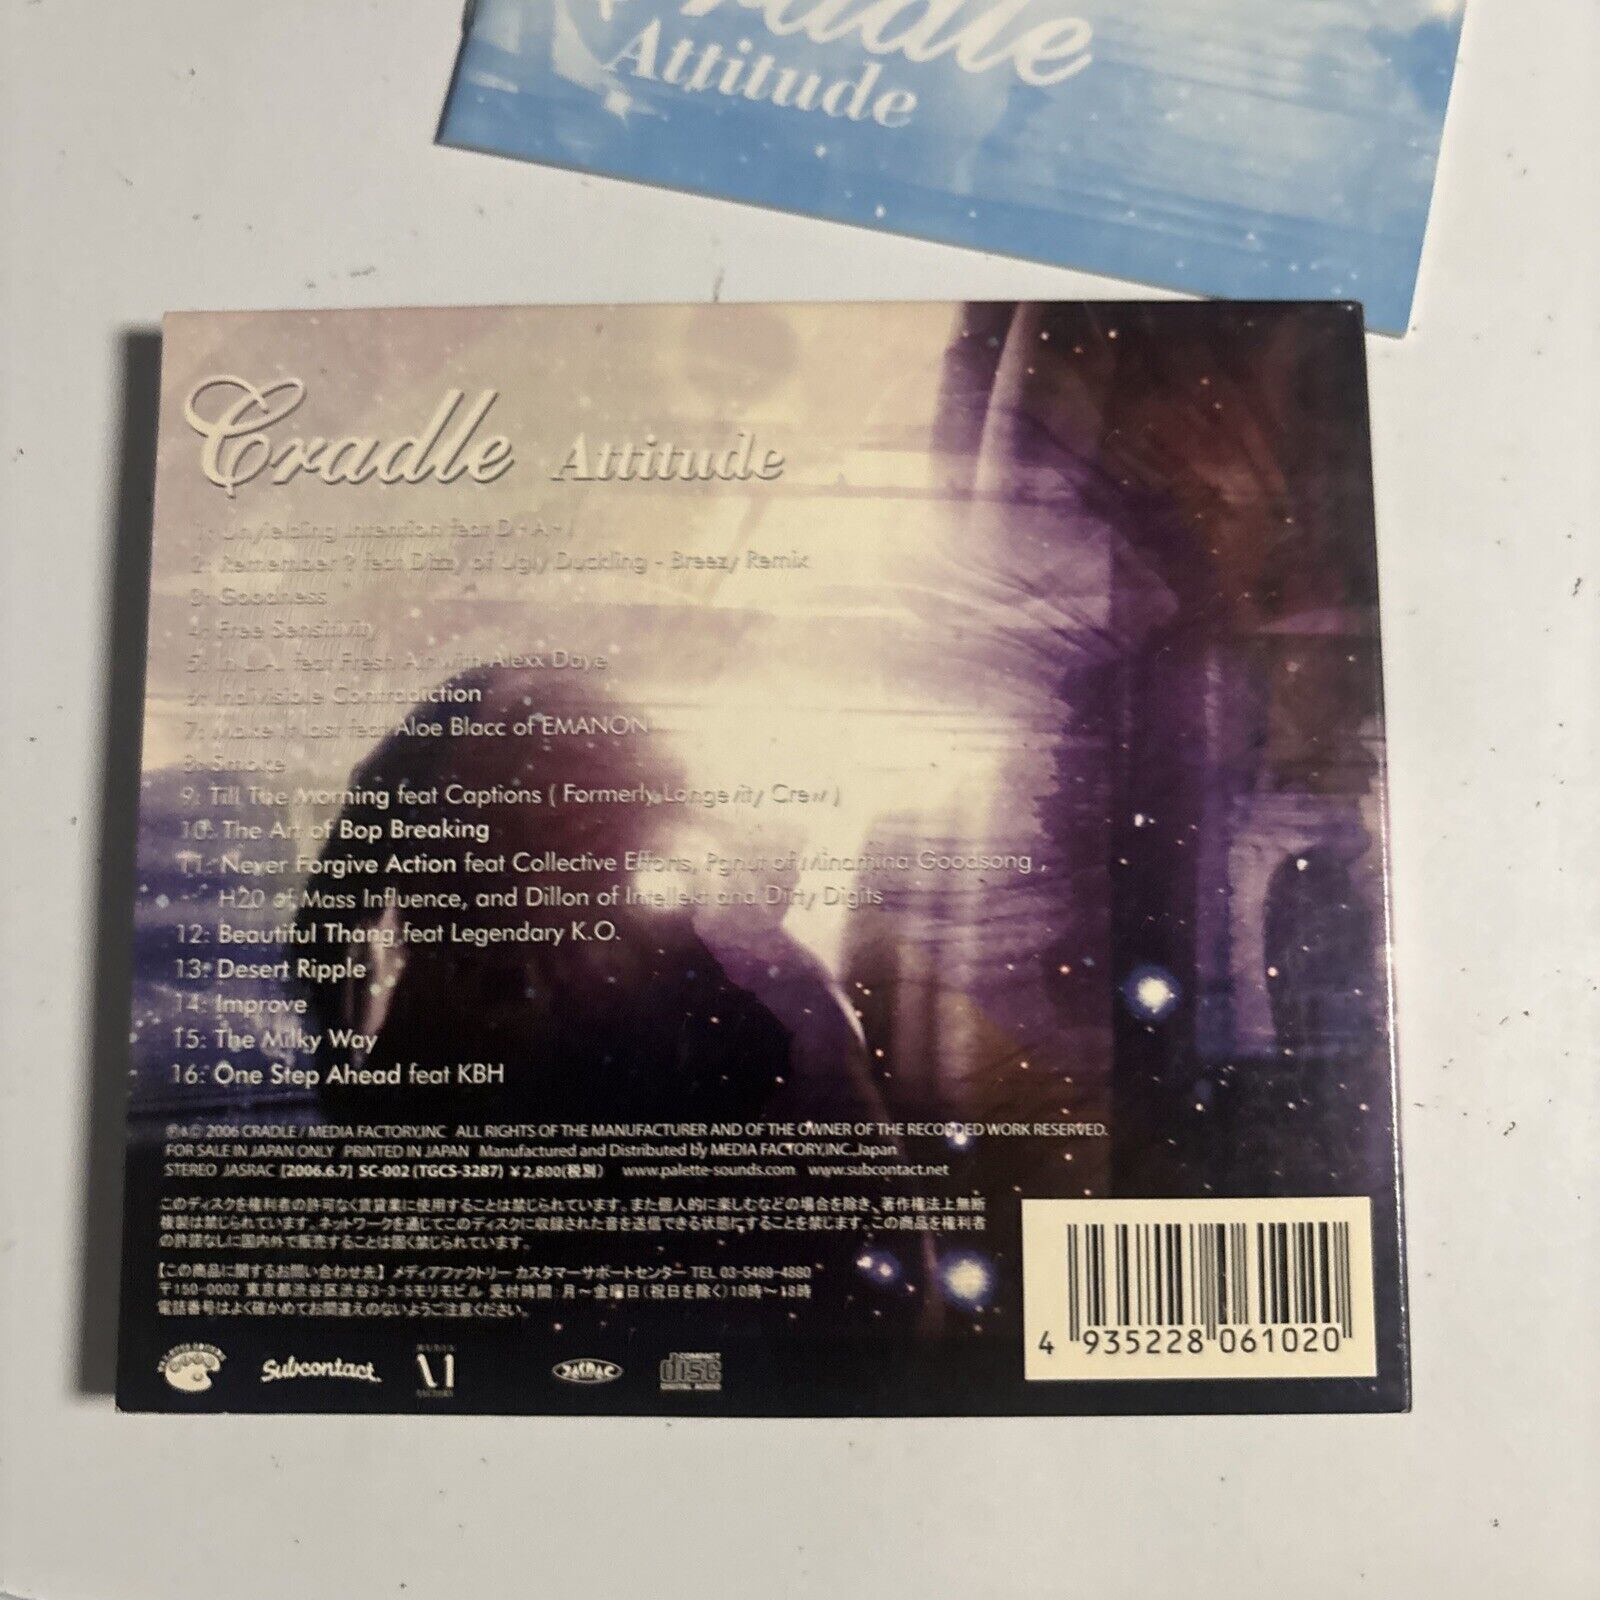 Cradle
Attitude
Cradle Attitude
1: Unyielding Intention feat D・A・I
2: Remember ? feat Dizzy of Ugly Duckling - Breezy Remix
3: Goodness
4: Free Sensitivity
5: In L.A. feat Fresh Air with Alexx Daye
6: Indivisible Contradiction
7: Make it last feat Aloe Blacc of EMANON
8: Smoke
9: Till The Morning feat Captions ( Formerly Longevity Crew )
10: The Art of Bop Breaking
11: Never Forgive Action feat Collective Efforts, Pgnut of Minamina Goodsong ,
H20 of Mass Influence, and Dillon of Intellekt and Dirty Digits
12: Beautiful Thang feat Legendary K.O.
13: Desert Ripple
14: Improve
15: The Milky Way
16: One Step Ahead feat KBH
℗&© 2006 CRADLE / MEDIA FACTORY,INC ALL RIGHTS OF THE MANUFACTURER AND OF THE OWNER OF THE RECORDED WORK RESERVED.
FOR SALE IN JAPAN ONLY PRINTED IN JAPAN Manufactured and Distributed by MEDIA FACTORY,INC.,Japan
STEREO JASRAC [2006.6.7] SC-002 (TGCS-3287) ¥2,800(税別) www.palette-sounds.com www.subcontact.net
このディスクを権利者の許可なく賃貸業に使用することは禁じられています。また個人的に楽しむなどの場合を除き、著作権法上無断
複製は禁じられています。ネットワークを通じてこのディスクに収録された音を送信できる状態にすることを禁じます。この商品を権利者
の許諾なしに国内外で販売することは固く禁じられています。
【この商品に関するお問い合わせ先】メディアファクトリー カスタマーサポートセンター TEL 03-5469-4880
〒150-0002 東京都渋谷区渋谷3-3-5モリモビル 受付時間:月〜金曜日(祝日を除く)10時〜18時
電話番号はよく確かめてお間違えのないようご注意ください。
Subcontact.
JASRAC
COMPACT
disc
DIGITAL AUDIO
4 935228 061020